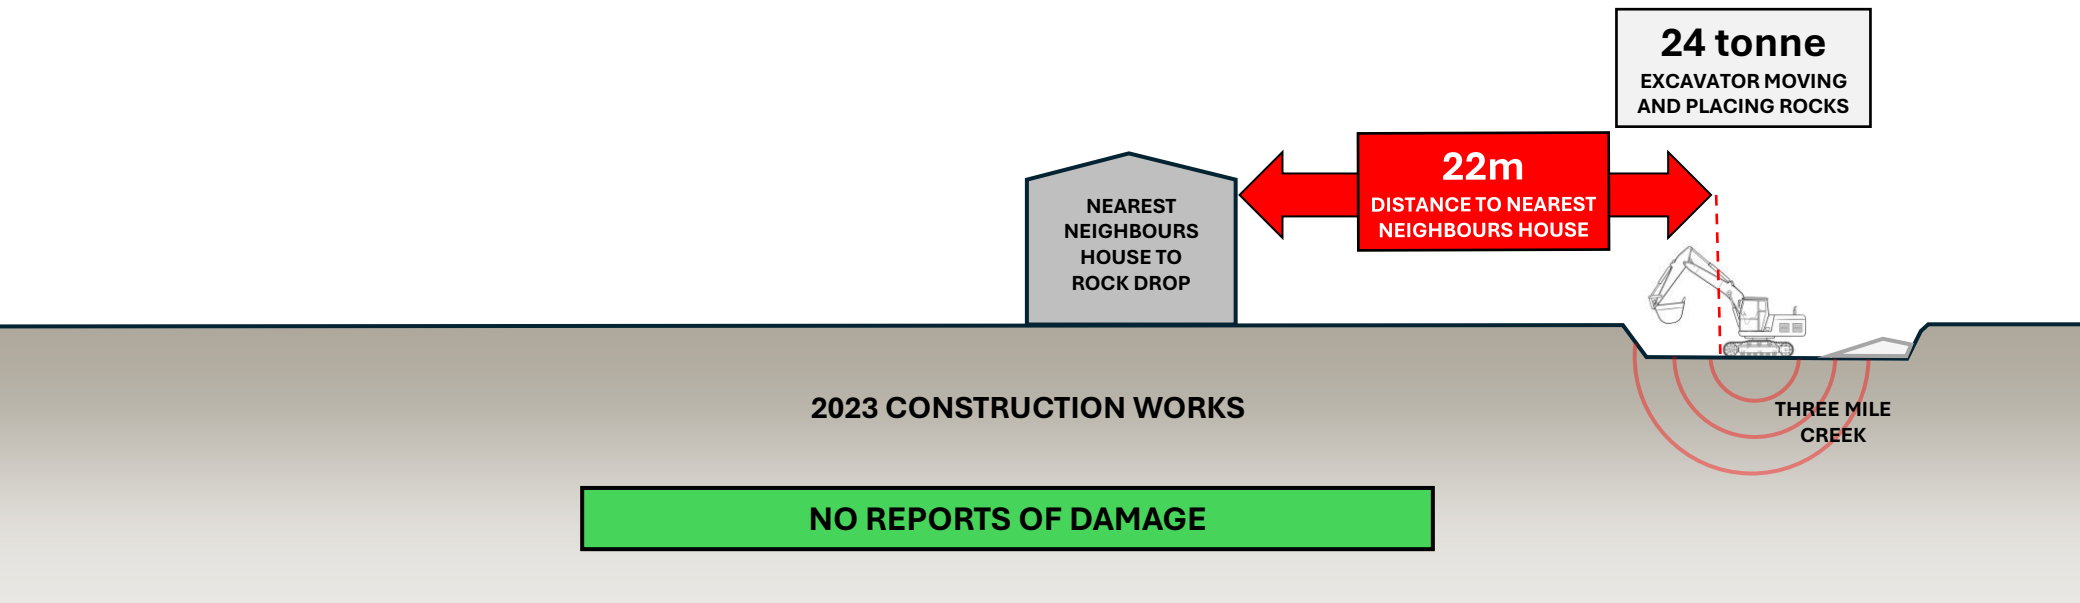 24 tonne
EXCAVATOR MOVING
AND PLACING ROCKS
22m
DISTANCE TO NEAREST
NEIGHBOURS HOUSE
NEAREST
NEIGHBOURS
HOUSE TO
ROCK DROP
2023 CONSTRUCTION WORKS
THREE MILE
CREEK
NO REPORTS OF DAMAGE